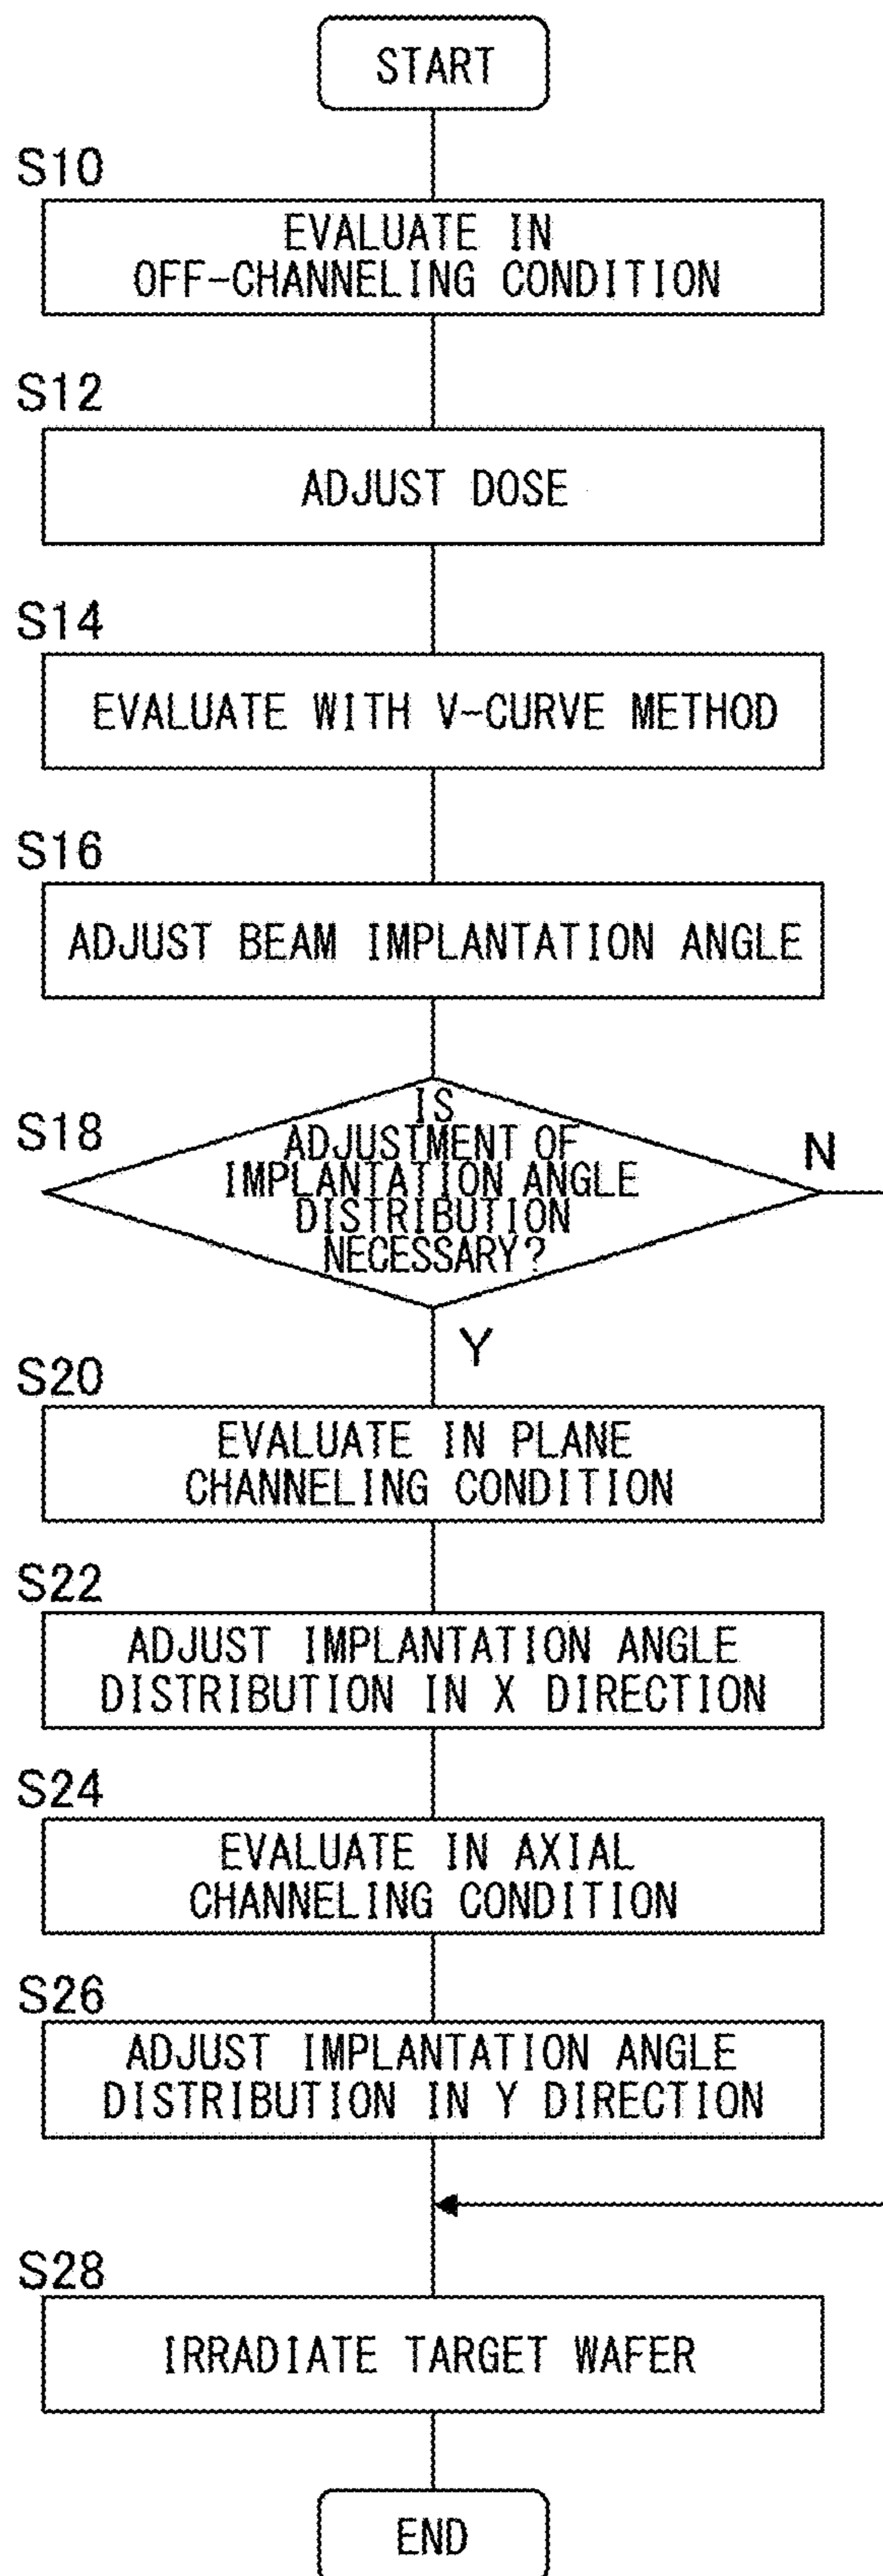 START
S10
EVALUATE IN
OFF-CHANNELING CONDITION
S12
ADJUST DOSE
S14
EVALUATE WITH V-CURVE METHOD
S16
ADJUST BEAM IMPLANTATION ANGLE
S18
IS
ADJUSTMENT OF
IMPLANTATION ANGLE
DISTRIBUTION
NECESSARY?
N
Y
S20
EVALUATE IN PLANE
CHANNELING CONDITION
S22
ADJUST IMPLANTATION ANGLE
DISTRIBUTION IN X DIRECTION
S24
EVALUATE IN AXIAL
CHANNELING CONDITION
S26
ADJUST IMPLANTATION ANGLE
DISTRIBUTION IN Y DIRECTION
S28
IRRADIATE TARGET WAFER
END